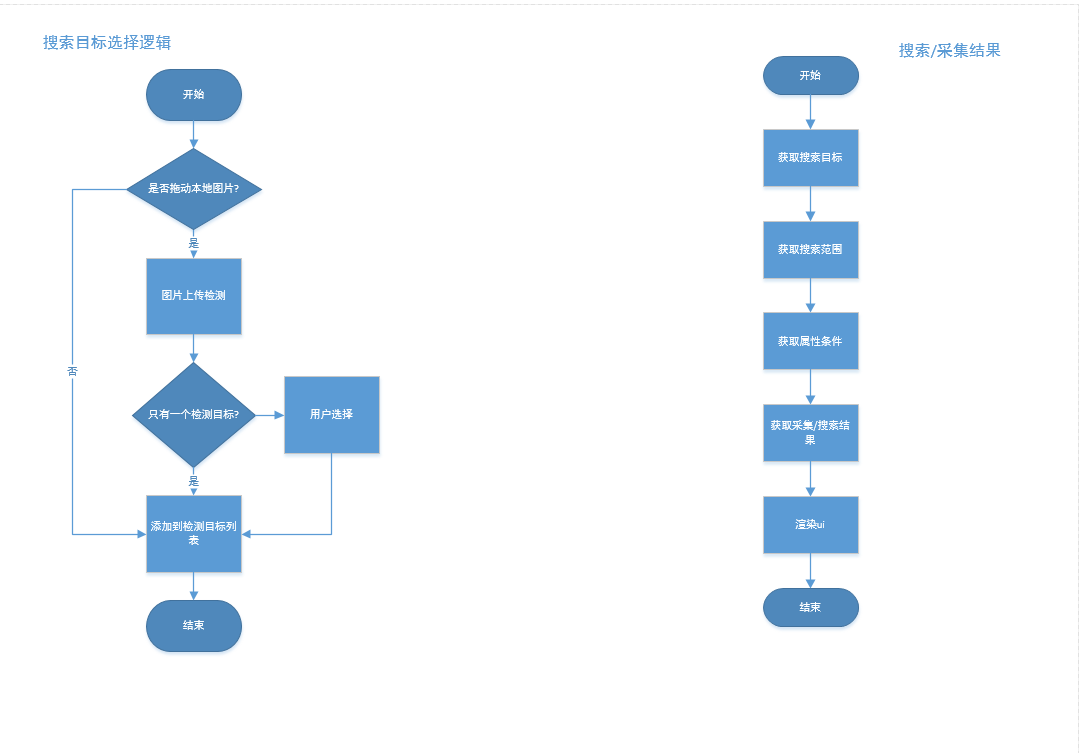 搜索目标选择逻辑
开始
是否拖动本地图片?
是
图片上传检测
否
只有一个检测目标?
用户选择
是
添加到检测目标列
表
结束
搜索/采集结果
开始
获取搜索目标
获取搜索范围
获取属性条件
获取采集/搜索结
果
渲染ui
结束